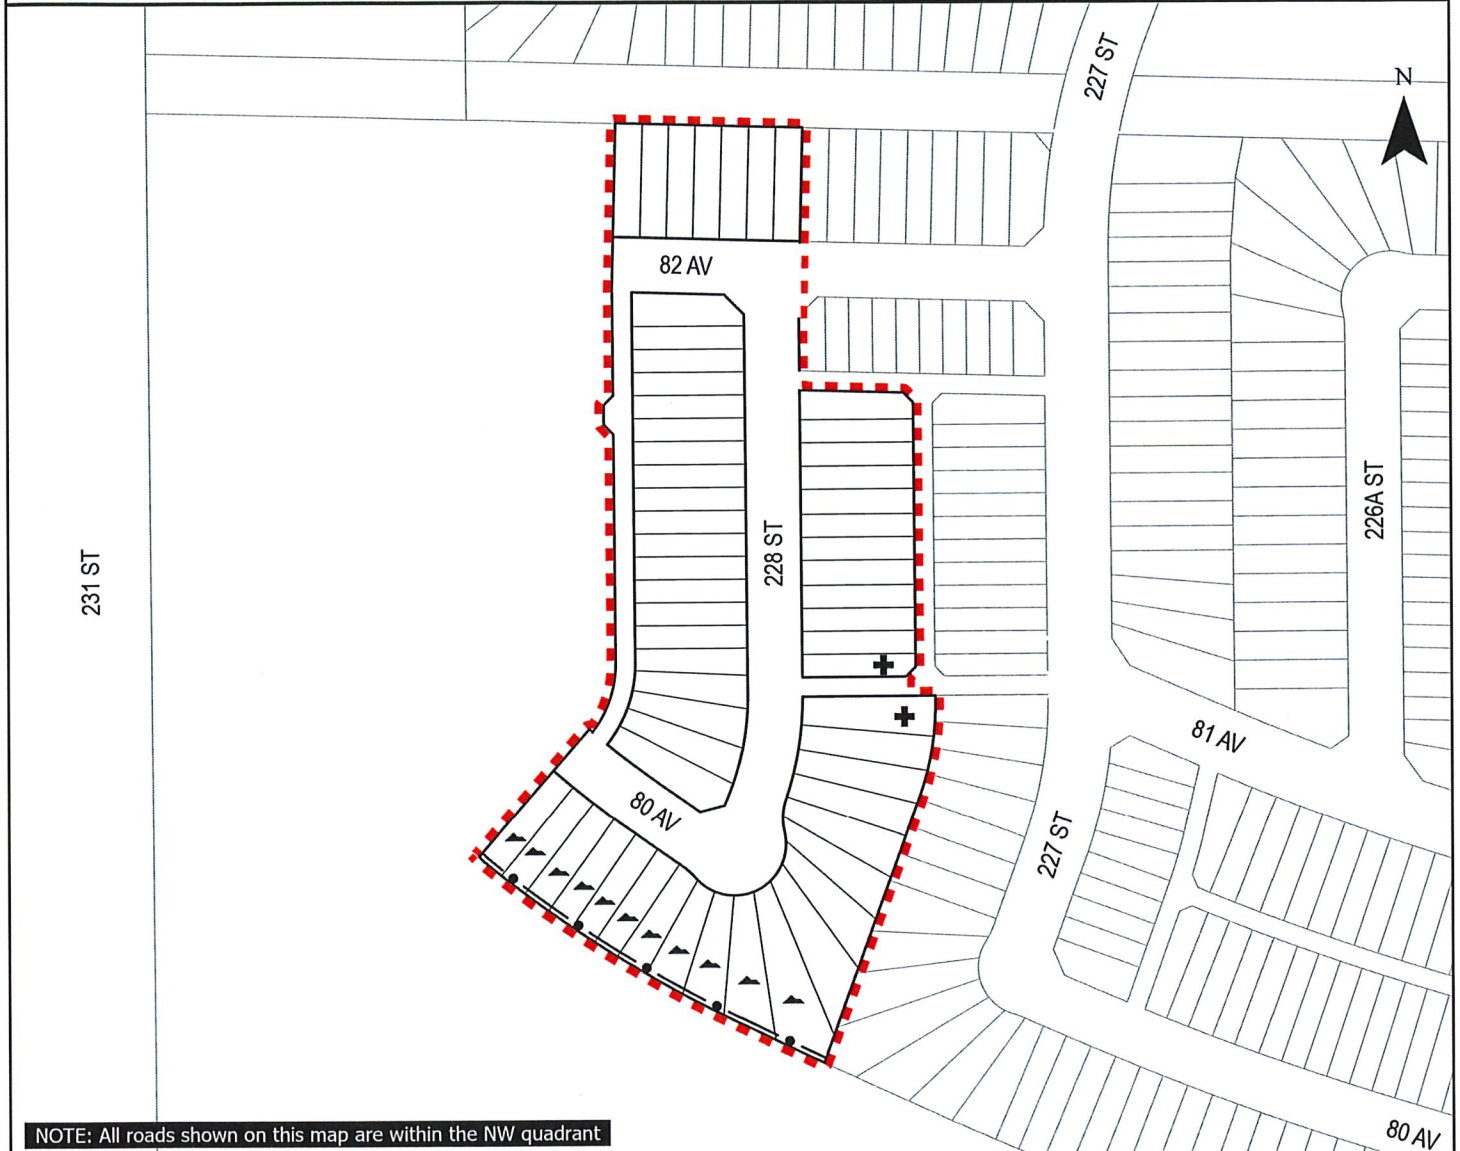 227 ST
N
82 AV
228 ST
226A ST
231 ST
81 AV
80 AV
227 ST
80 AV
NOTE: All roads shown on this map are within the NW quadrant